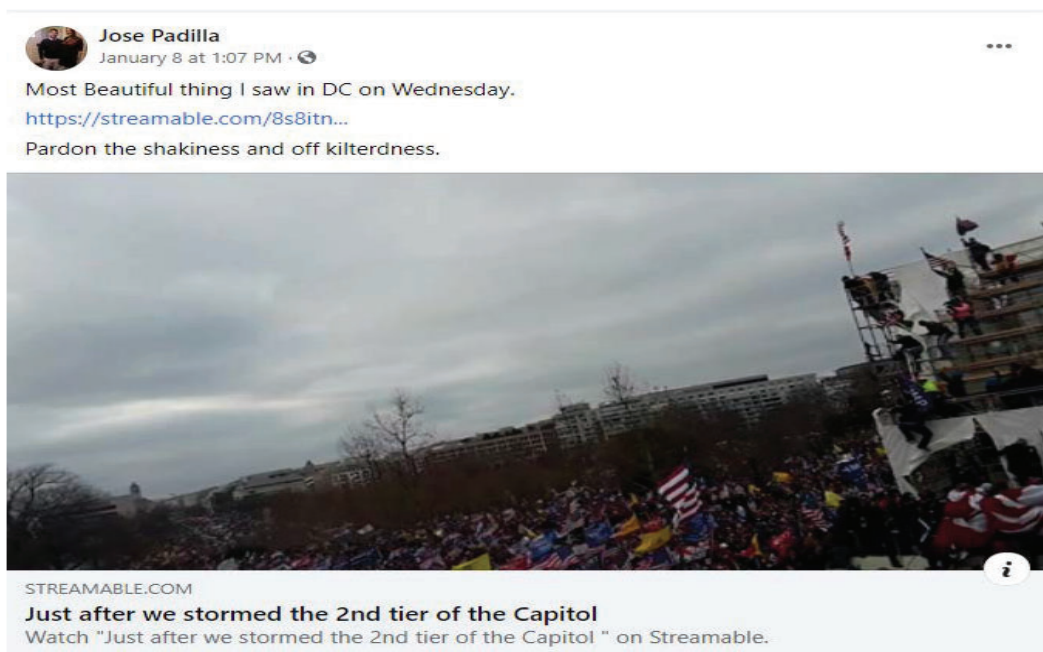 Jose Padilla
January 8 at 1:07 PM ·
Most Beautiful thing I saw in DC on Wednesday.
https://streamable.com/8s8itn...
Pardon the shakiness and off kilterdness.
i
STREAMABLE.COM
Just after we stormed the 2nd tier of the Capitol
Watch "Just after we stormed the 2nd tier of the Capitol " on Streamable.